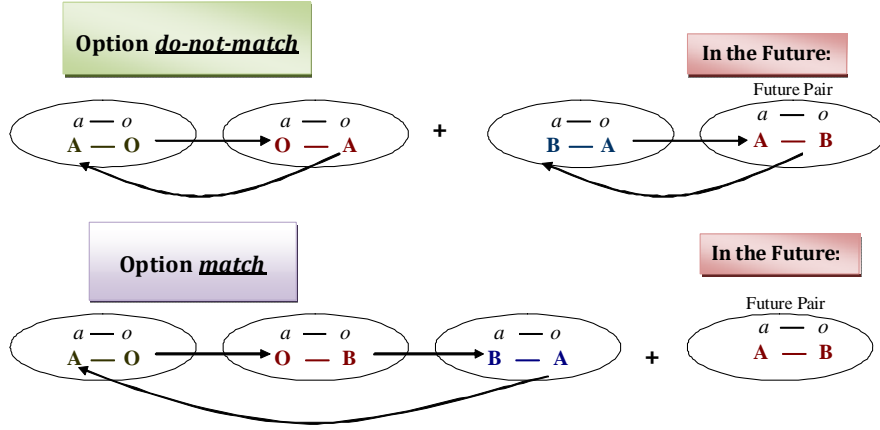 Option do-not-match
In the Future:
Future Pair
a — o a — o + a — o a — o
A — O O — A B — A A — B
Option match
In the Future:
Future Pair
a — o a — o a — o + a — o
A — O O — B B — A A — B